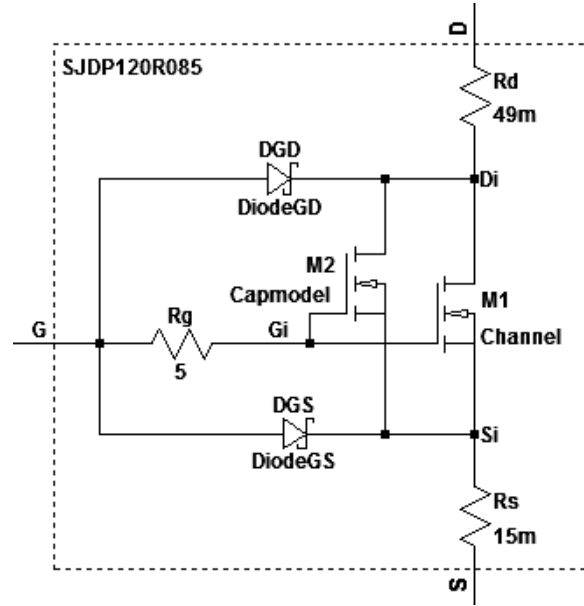 D
SJDP120R085
Rd
49m
DGD
Di
DiodeGD
M2
Capmodel
M1
Rg
G
Gi
Channel
5
DGS
Si
DiodeGS
Rs
15m
S